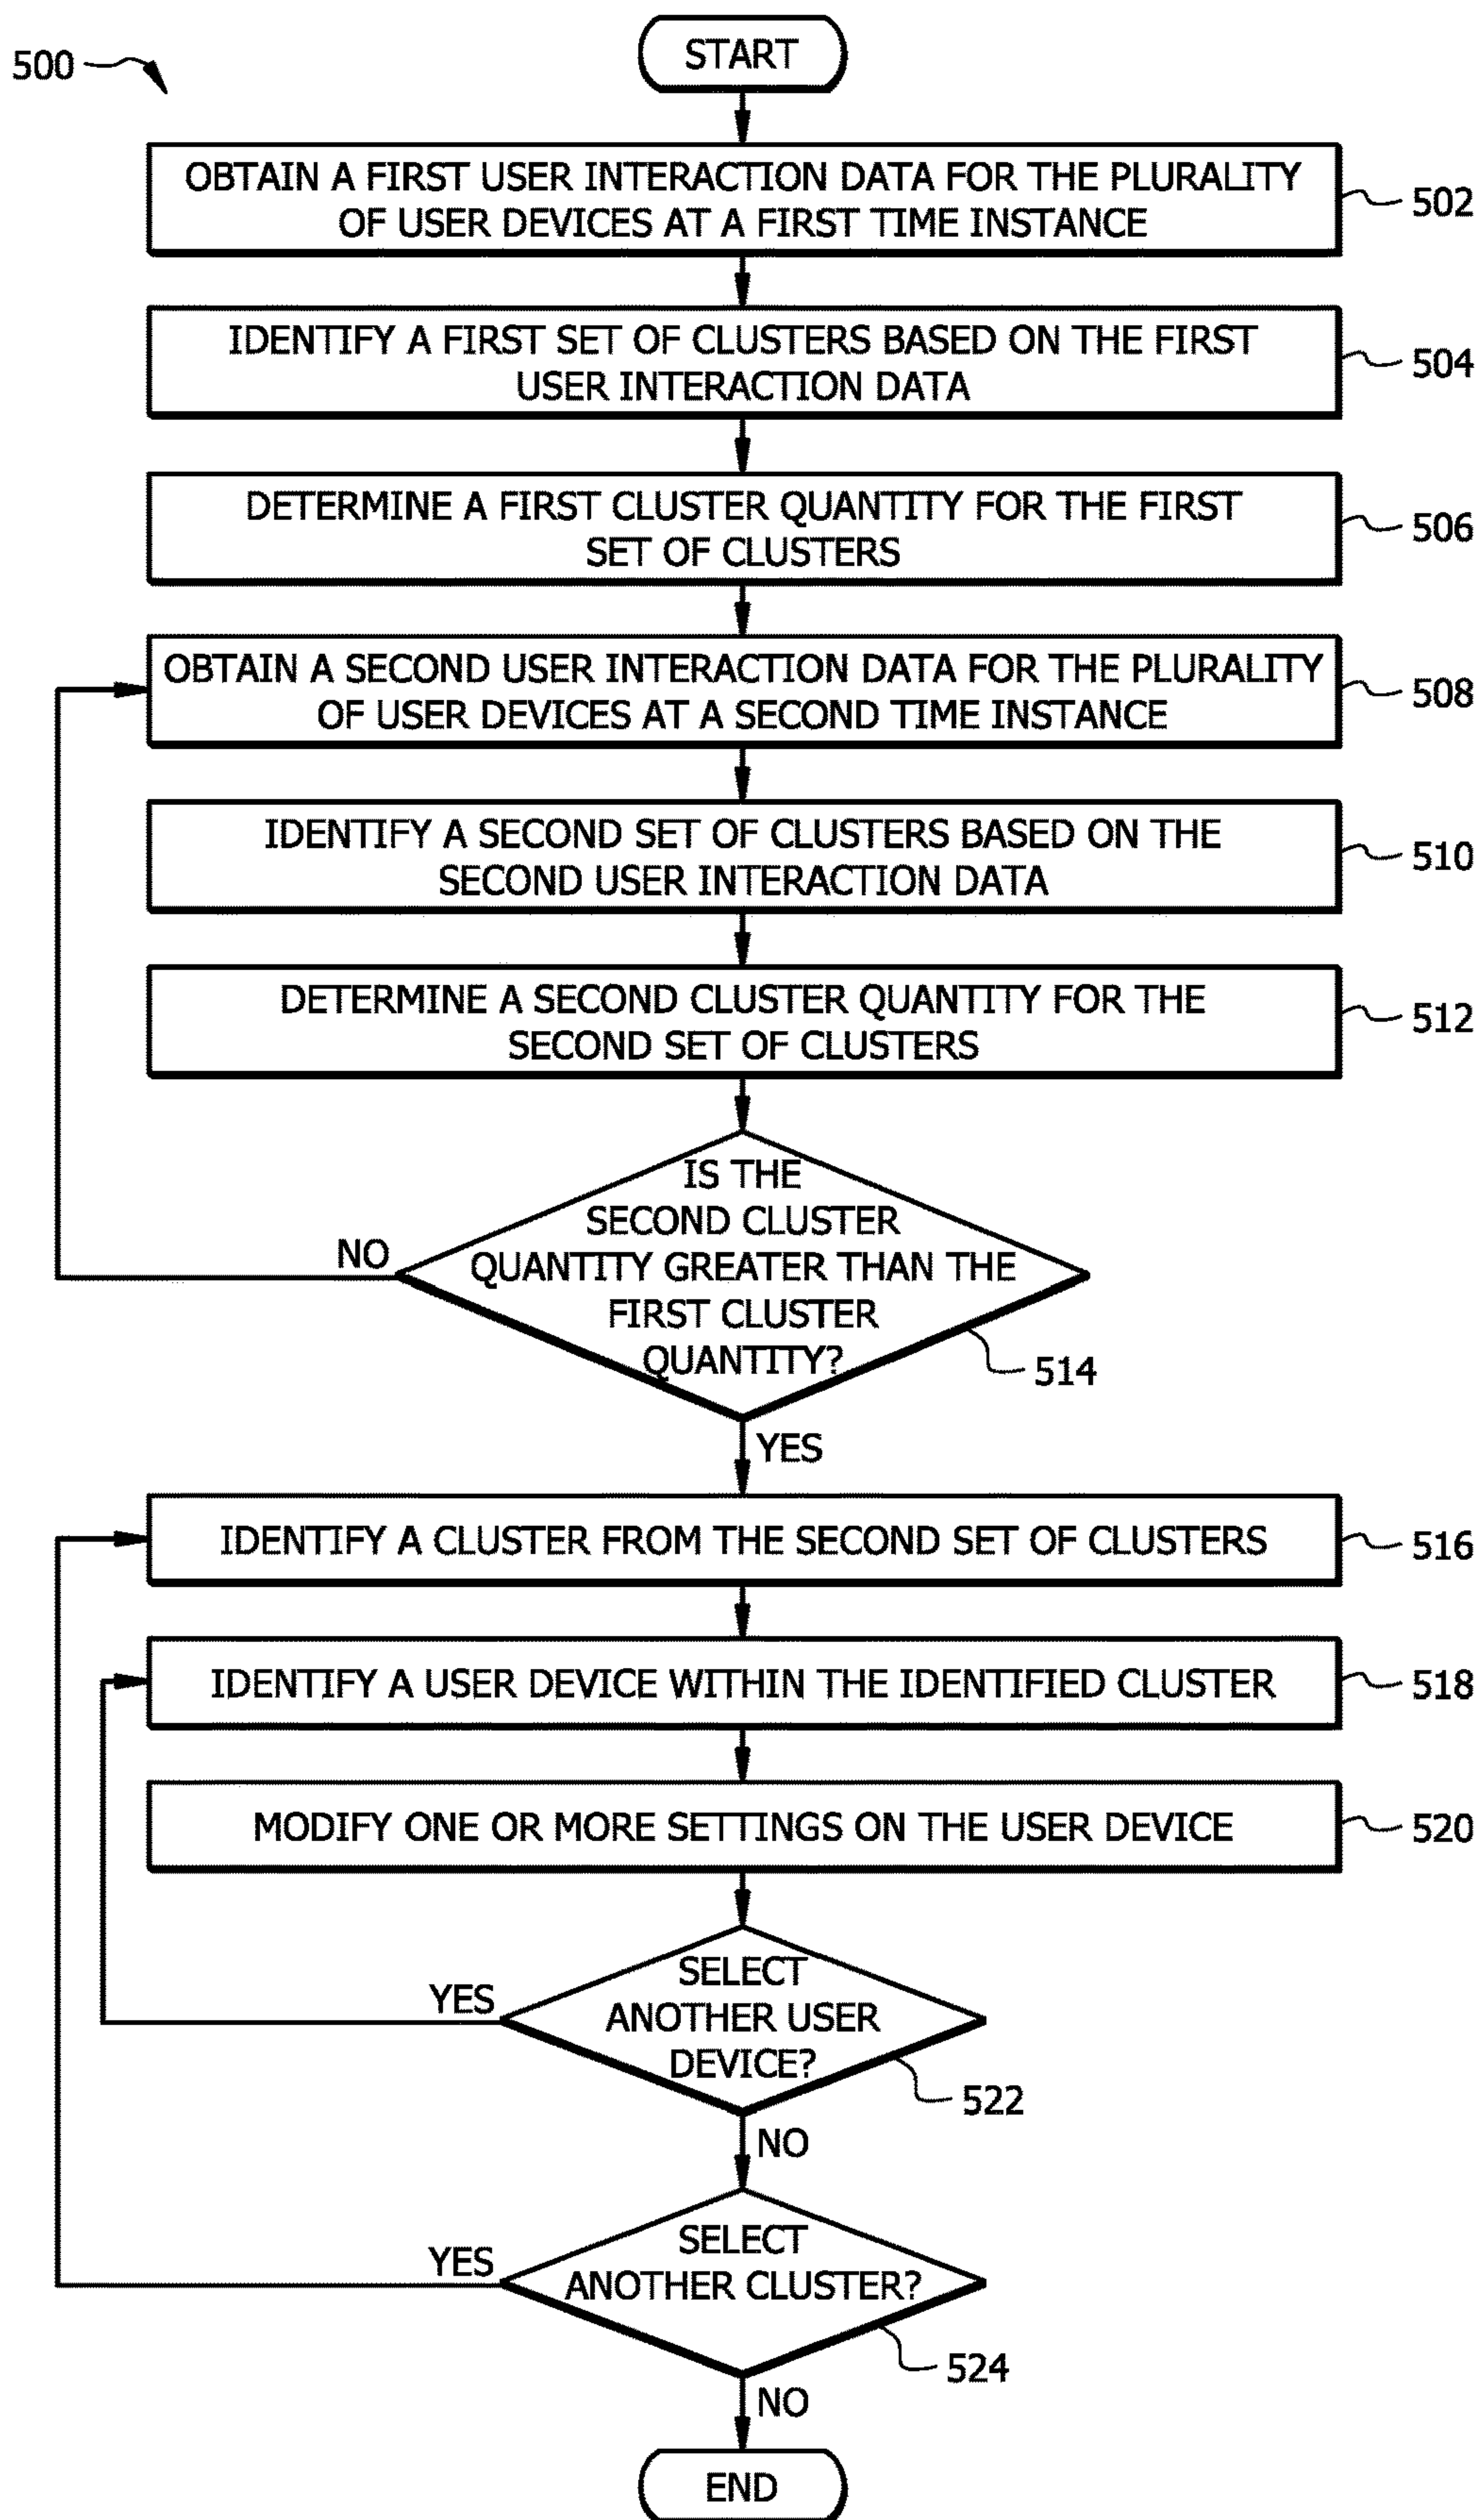 START
500
OBTAIN A FIRST USER INTERACTION DATA FOR THE PLURALITY
OF USER DEVICES AT A FIRST TIME INSTANCE
502
IDENTIFY A FIRST SET OF CLUSTERS BASED ON THE FIRST
USER INTERACTION DATA
504
DETERMINE A FIRST CLUSTER QUANTITY FOR THE FIRST
SET OF CLUSTERS
506
OBTAIN A SECOND USER INTERACTION DATA FOR THE PLURALITY
OF USER DEVICES AT A SECOND TIME INSTANCE
508
IDENTIFY A SECOND SET OF CLUSTERS BASED ON THE
SECOND USER INTERACTION DATA
510
DETERMINE A SECOND CLUSTER QUANTITY FOR THE
SECOND SET OF CLUSTERS
512
IS THE
SECOND CLUSTER
QUANTITY GREATER THAN THE
FIRST CLUSTER
QUANTITY?
NO
514
YES
IDENTIFY A CLUSTER FROM THE SECOND SET OF CLUSTERS
516
IDENTIFY A USER DEVICE WITHIN THE IDENTIFIED CLUSTER
518
MODIFY ONE OR MORE SETTINGS ON THE USER DEVICE
520
SELECT
ANOTHER USER
DEVICE?
YES
522
NO
SELECT
ANOTHER CLUSTER?
YES
524
NO
END